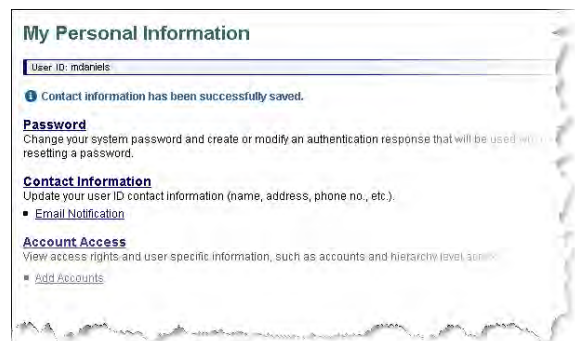 My Personal Information
User ID: mdaniels
Contact information has been successfully saved.
Password
Change your system password and create or modify an authentication response that will be used
resetting a password.
Contact Information
Update your user ID contact information (name, address, phone no., etc.).
Email Notification
Account Access
View access rights and user specific information, such as accounts and hierarchy level
Add Accounts